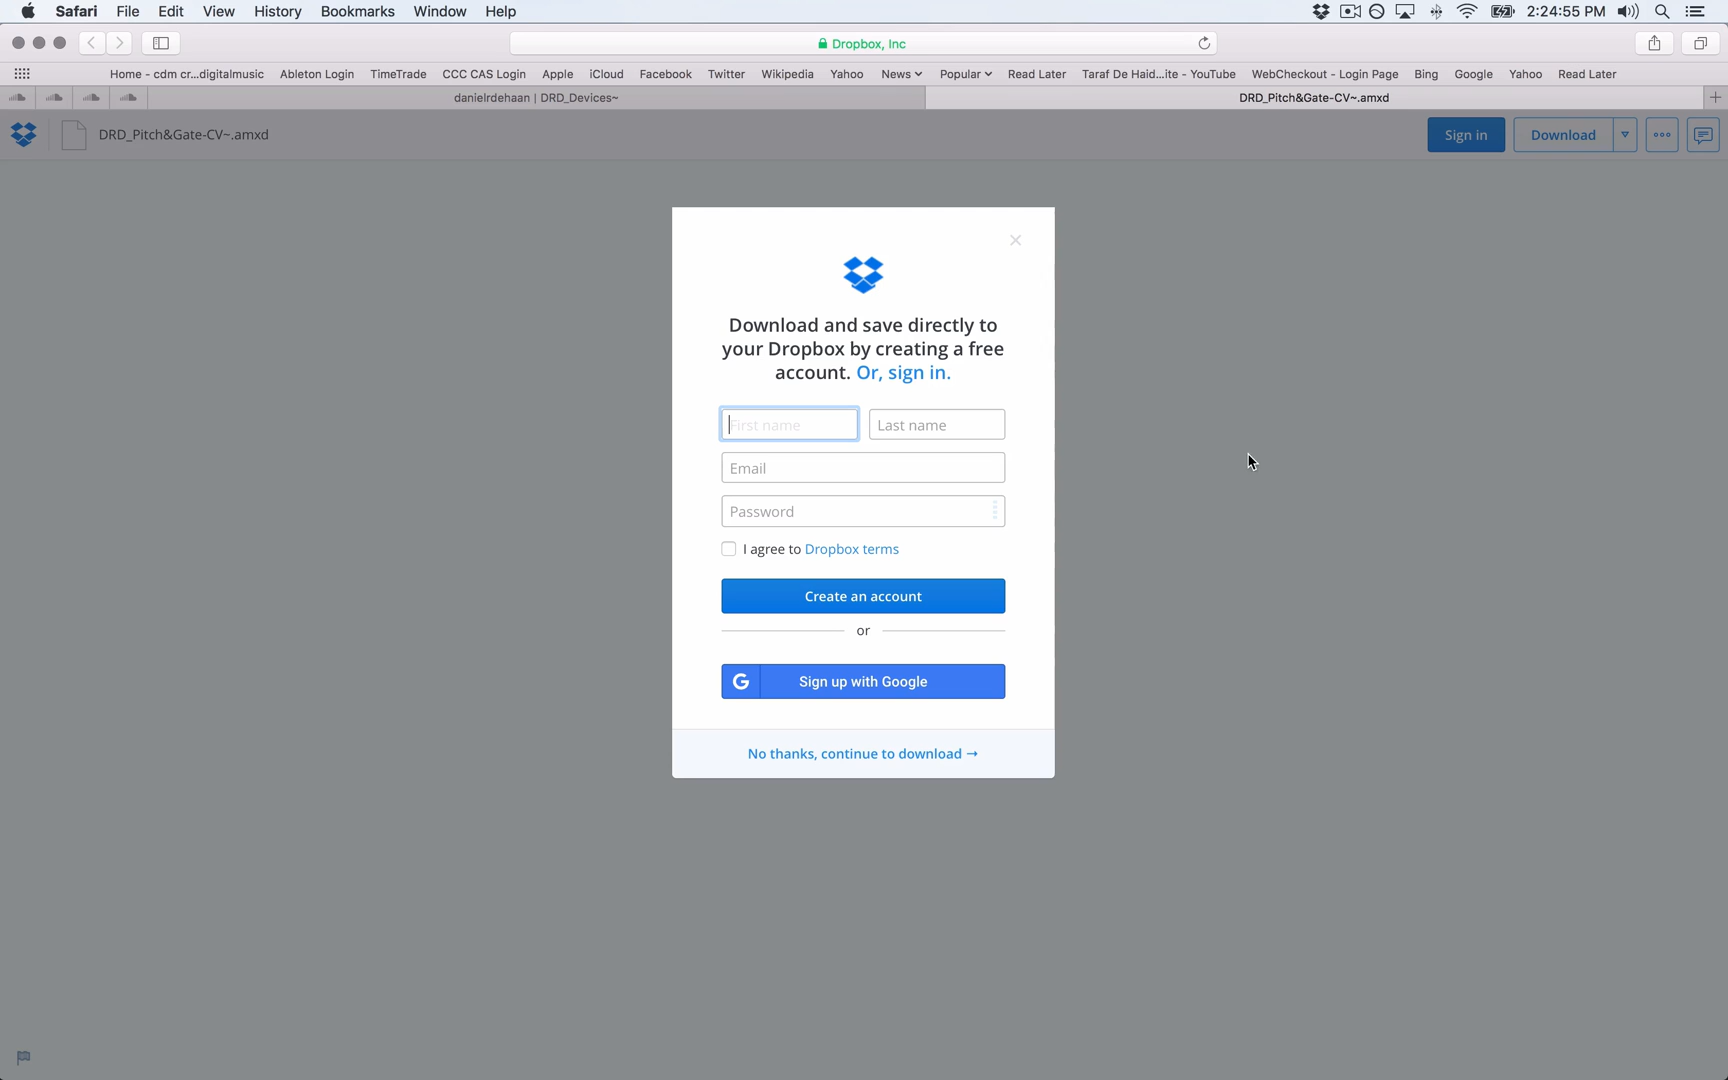 Safari File Edit View History Bookmarks Window Help 2:24:55 PM
Dropbox, Inc
Home - cdm cr...digitalmusic Ableton Login TimeTrade CCC CAS Login Apple iCloud Facebook Twitter Wikipedia Yahoo News Popular Read Later Taraf De Haid...ite - YouTube WebCheckout - Login Page Bing Google Yahoo Read Later
danielrdehaan | DRD_Devices~ DRD_Pitch&Gate-CV~.amxd
DRD_Pitch&Gate-CV~.amxd Sign in Download
Download and save directly to
your Dropbox by creating a free
account. Or, sign in.
First name Last name
Email
Password
I agree to Dropbox terms
Create an account
or
G Sign up with Google
No thanks, continue to download →